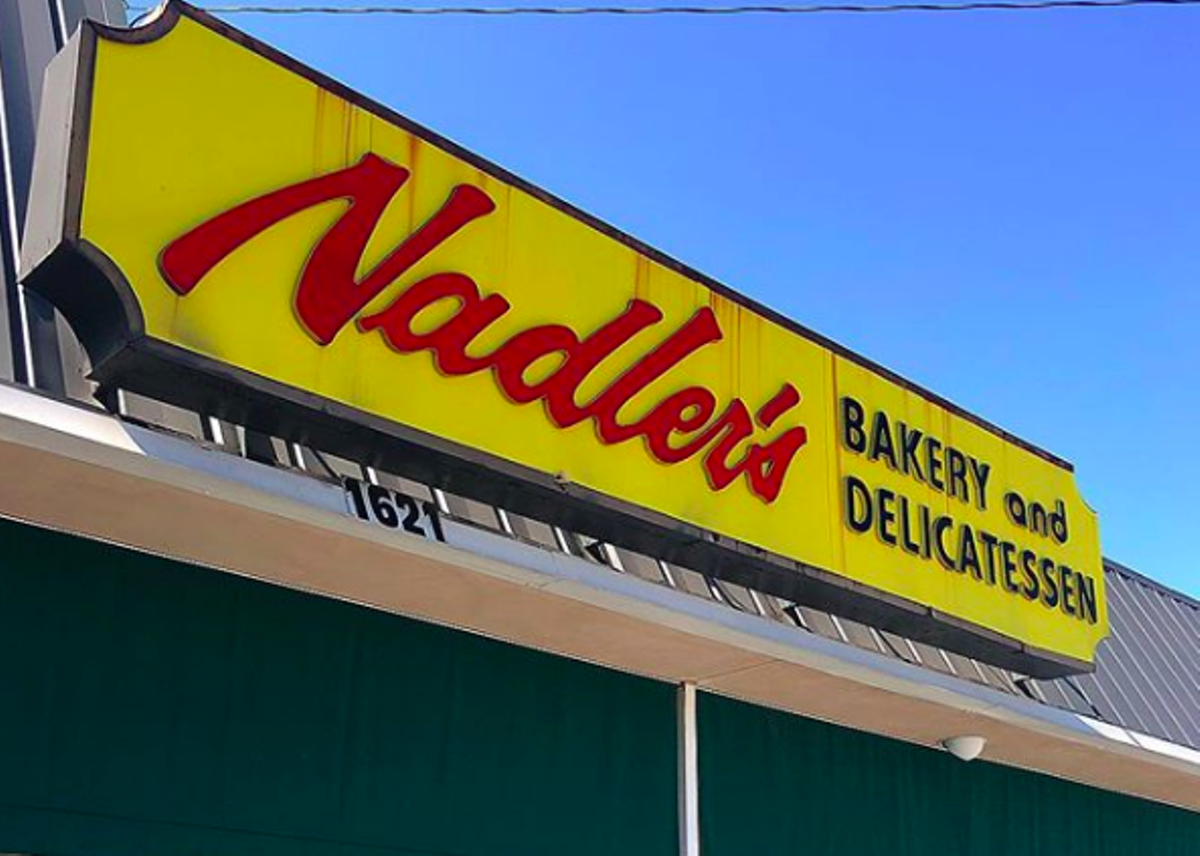 Nadler's
BAKERY and
DELICATESSEN
1621